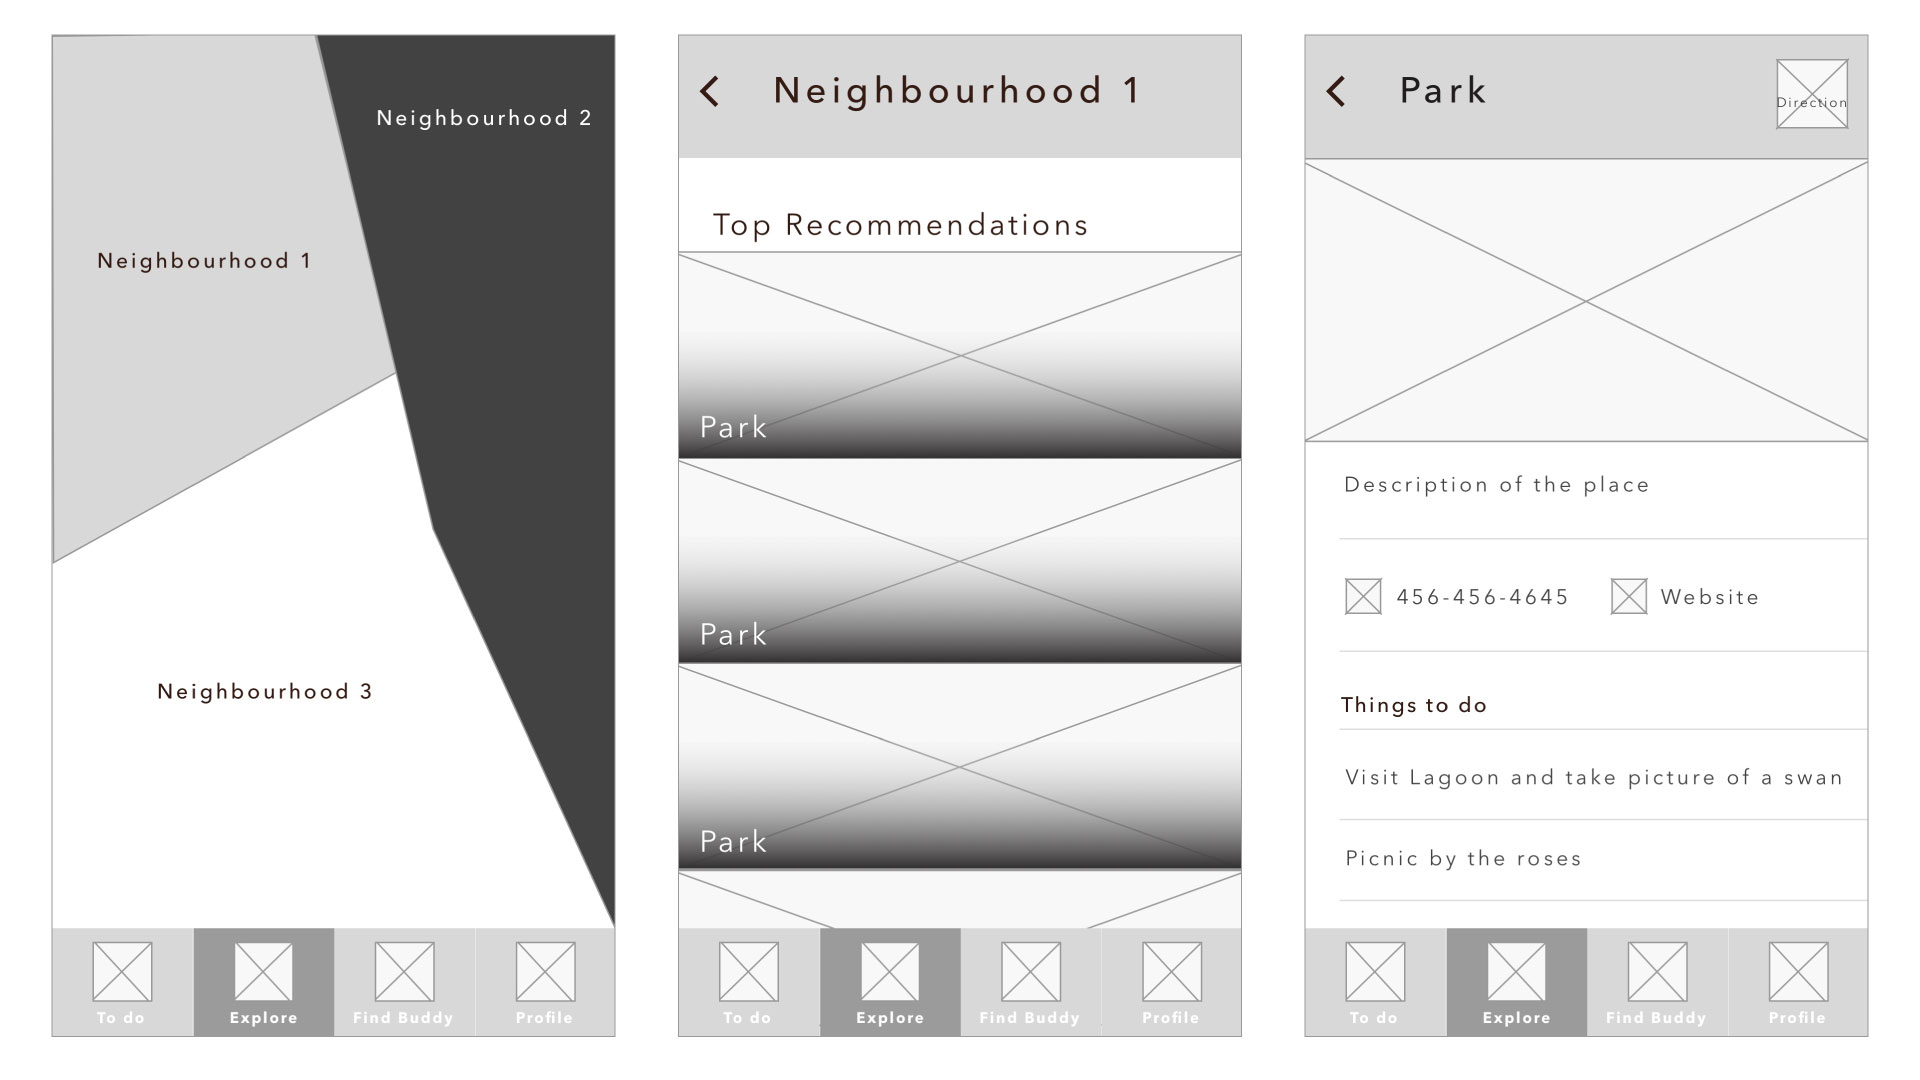 Neighbourhood 2
Neighbourhood 1
Neighbourhood 3
To do
Explore
Find Buddy
Profile
Neighbourhood 1
Top Recommendations
Park
Park
Park
To do
Explore
Find Buddy
Profile
Park
Direction
Description of the place
456-456-4645 Website
Things to do
Visit Lagoon and take picture of a swan
Picnic by the roses
To do
Explore
Find Buddy
Profile